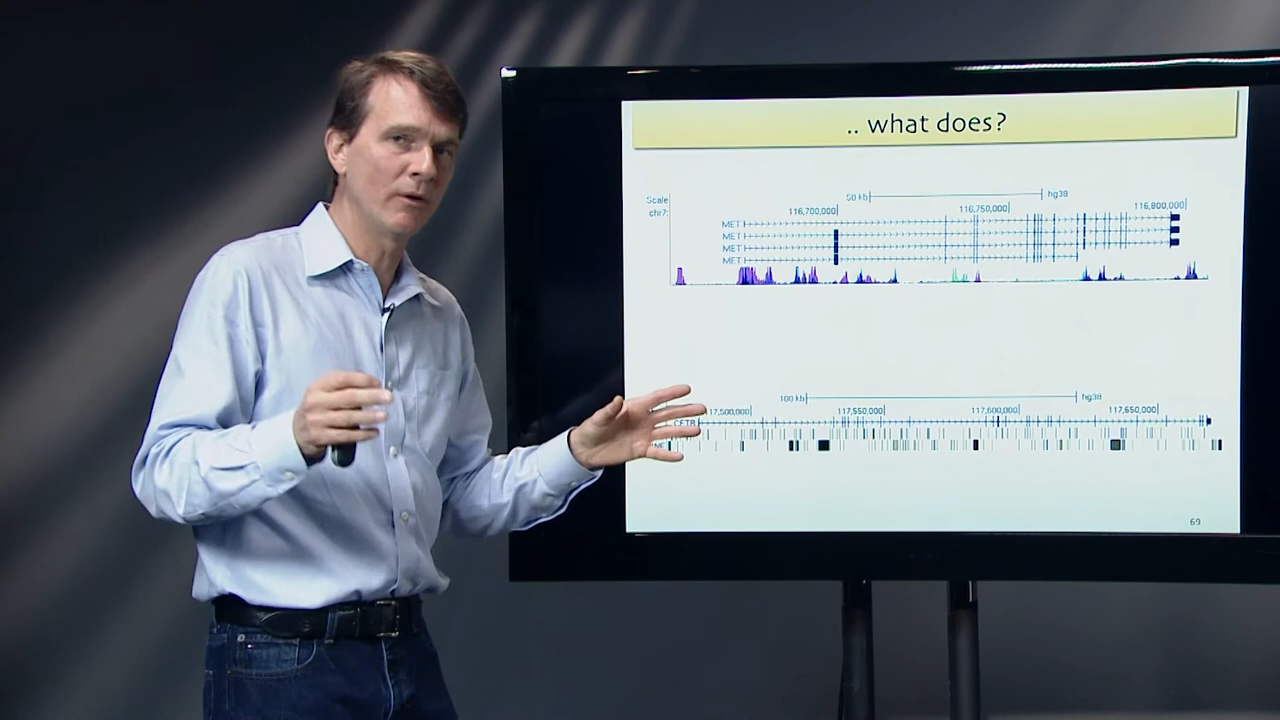 .. what does?
Scale
50 kb
hg38
chr7:
116,700,000
116,750,000
116,800,000
MET
MET
MET
MET
100 kb
hg38
17,500,000
117,550,000
117,600,000
117,650,000
CFTR
69